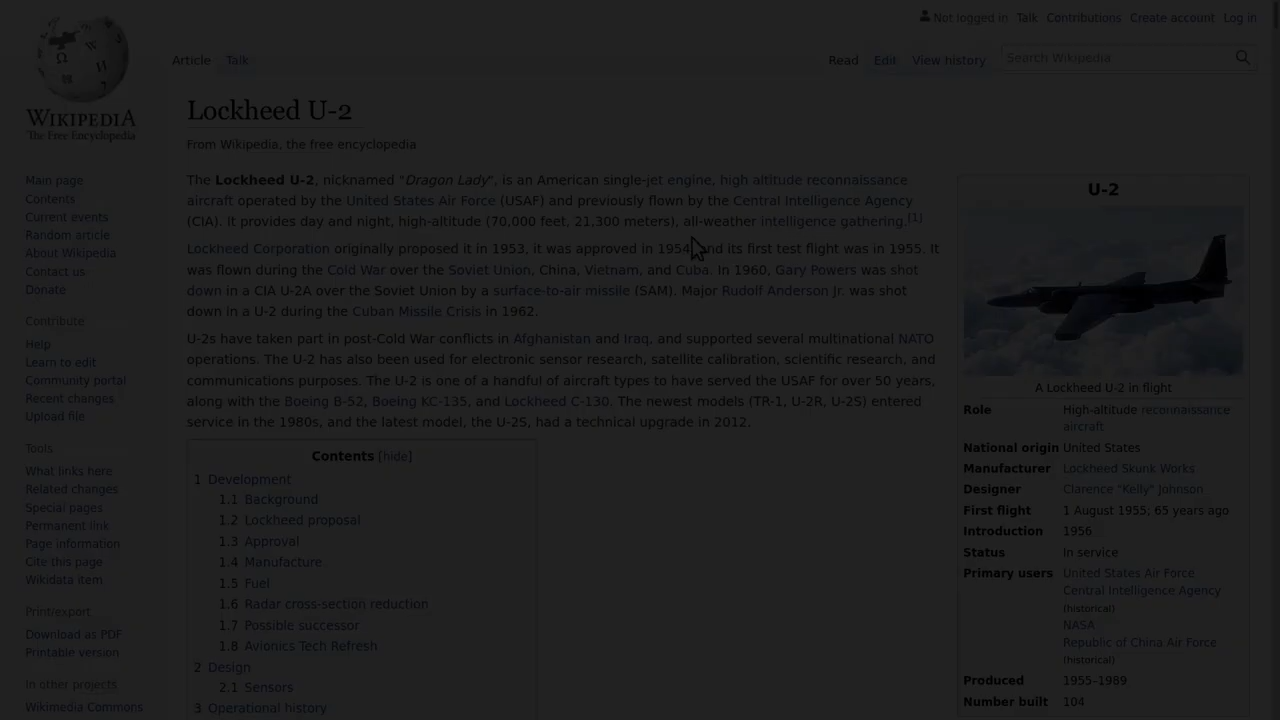 Not logged in Talk Contributions Create account Log in
Article Talk
Read Edit View history
Search Wikipedia
WIKIPEDIA
The Free Encyclopedia
Main page
Contents
Current events
Random article
About Wikipedia
Contact us
Donate
Contribute
Help
Learn to edit
Community portal
Recent changes
Upload file
Tools
What links here
Related changes
Special pages
Permanent link
Page information
Cite this page
Wikidata item
Print/export
Download as PDF
Printable version
In other projects
Wikimedia Commons
Lockheed U-2
From Wikipedia, the free encyclopedia
The Lockheed U-2, nicknamed "Dragon Lady", is an American single-jet engine, high altitude reconnaissance
aircraft operated by the United States Air Force (USAF) and previously flown by the Central Intelligence Agency
(CIA). It provides day and night, high-altitude (70,000 feet, 21,300 meters), all-weather intelligence gathering.[1]
Lockheed Corporation originally proposed it in 1953, it was approved in 1954, and its first test flight was in 1955. It
was flown during the Cold War over the Soviet Union, China, Vietnam, and Cuba. In 1960, Gary Powers was shot
down in a CIA U-2A over the Soviet Union by a surface-to-air missile (SAM). Major Rudolf Anderson Jr. was shot
down in a U-2 during the Cuban Missile Crisis in 1962.
U-2s have taken part in post-Cold War conflicts in Afghanistan and Iraq, and supported several multinational NATO
operations. The U-2 has also been used for electronic sensor research, satellite calibration, scientific research, and
communications purposes. The U-2 is one of a handful of aircraft types to have served the USAF for over 50 years,
along with the Boeing B-52, Boeing KC-135, and Lockheed C-130. The newest models (TR-1, U-2R, U-2S) entered
service in the 1980s, and the latest model, the U-2S, had a technical upgrade in 2012.
Contents [hide]
1 Development
1.1 Background
1.2 Lockheed proposal
1.3 Approval
1.4 Manufacture
1.5 Fuel
1.6 Radar cross-section reduction
1.7 Possible successor
1.8 Avionics Tech Refresh
2 Design
2.1 Sensors
3 Operational history
U-2
A Lockheed U-2 in flight
Role High-altitude reconnaissance
aircraft
National origin United States
Manufacturer Lockheed Skunk Works
Designer Clarence "Kelly" Johnson
First flight 1 August 1955; 65 years ago
Introduction 1956
Status In service
Primary users United States Air Force
Central Intelligence Agency
(historical)
NASA
Republic of China Air Force
(historical)
Produced 1955–1989
Number built 104